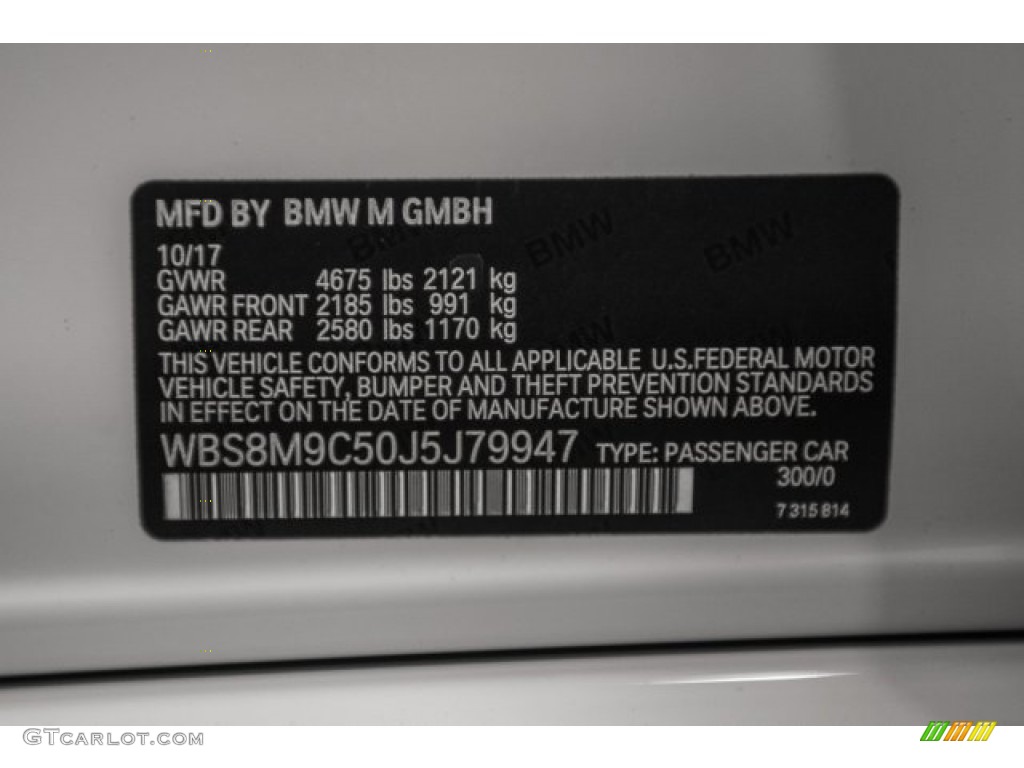 MFD BY BMW M GMBH
10/17
GVWR 4675 lbs 2121 kg
GAWR FRONT 2185 lbs 991 kg
GAWR REAR 2580 lbs 1170 kg
THIS VEHICLE CONFORMS TO ALL APPLICABLE U.S.FEDERAL MOTOR
VEHICLE SAFETY, BUMPER AND THEFT PREVENTION STANDARDS
IN EFFECT ON THE DATE OF MANUFACTURE SHOWN ABOVE.
WBS8M9C50J5J79947 TYPE: PASSENGER CAR
300/0
7 315 814
BMW BMW BMW
GTCARLOT.COM